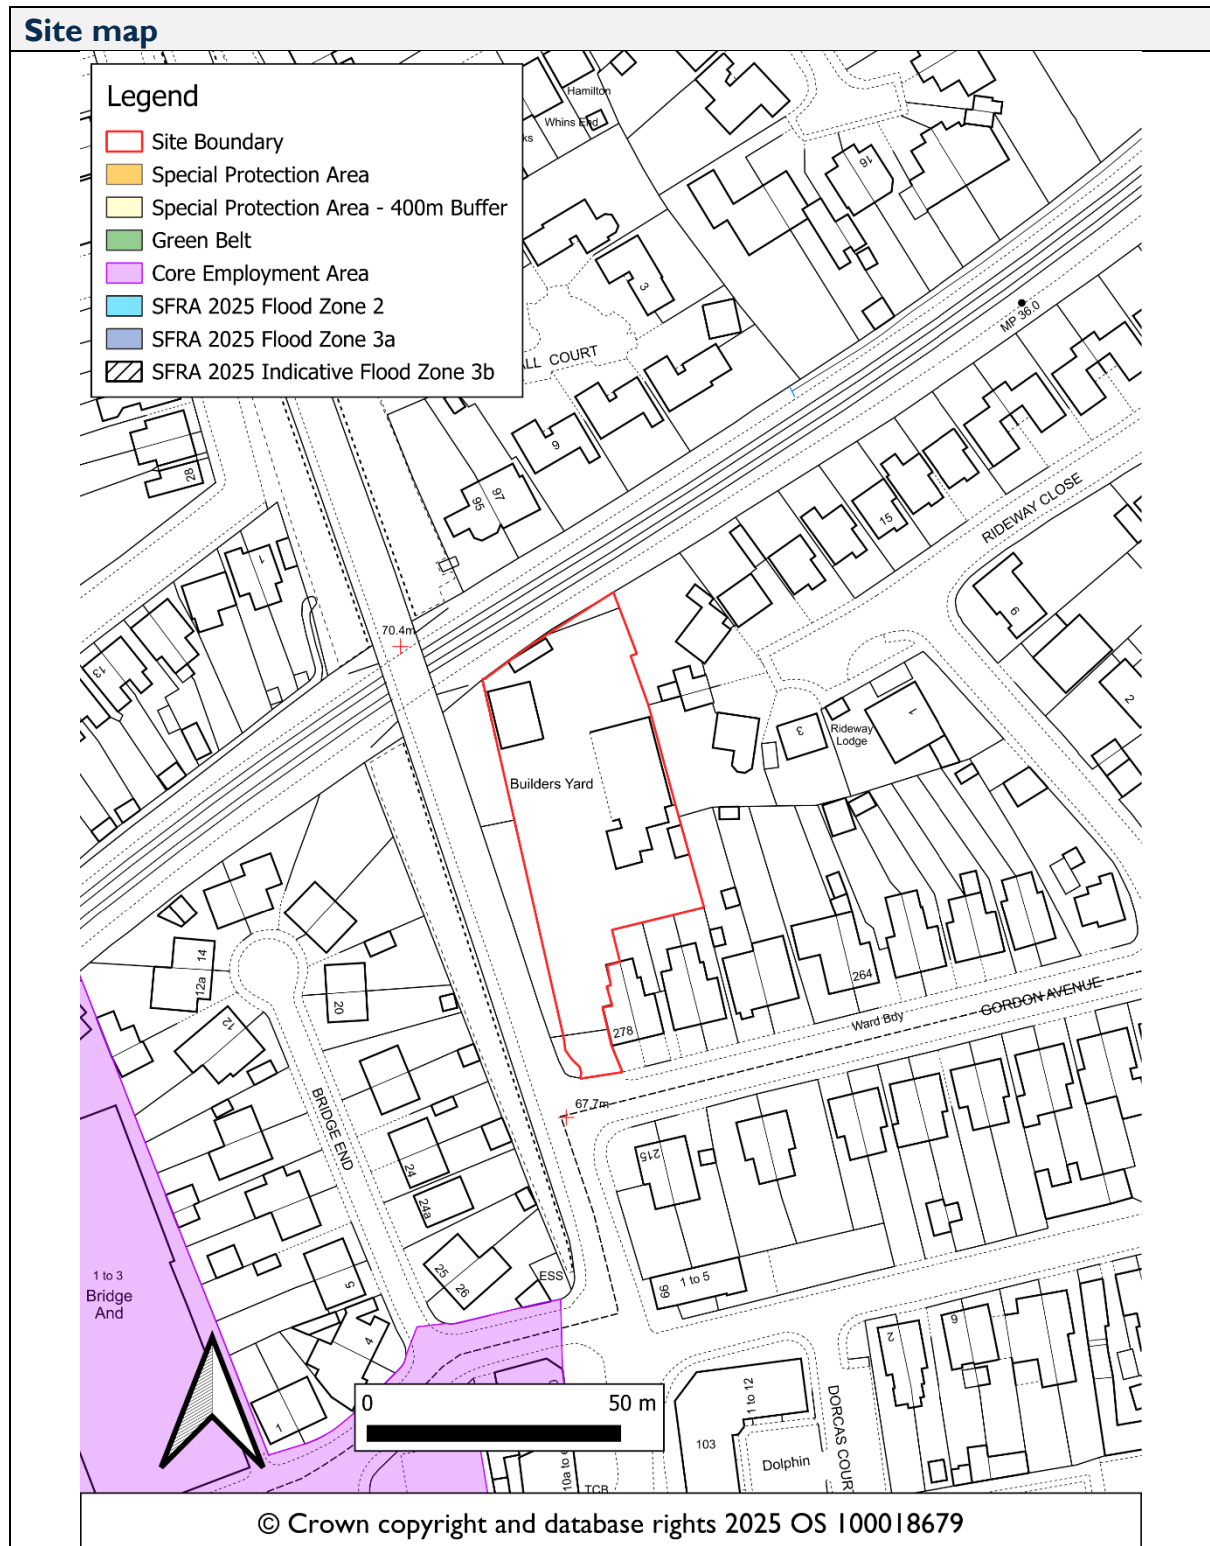 Site map
Legend
Site Boundary
Special Protection Area
Special Protection Area - 400m Buffer
Green Belt
Core Employment Area
SFRA 2025 Flood Zone 2
SFRA 2025 Flood Zone 3a
SFRA 2025 Indicative Flood Zone 3b
Hamilton
Whins End
ks
16
3
MP 36.0
ALL COURT
9
28
97
95
15
RIDEWAY CLOSE
1
70.4m
13
6
2
1
3
Rideway
Lodge
Builders Yard
14
12a
20
12
264
278
GORDON AVENUE
Ward Bdy
67.7m
BRIDGE END
215
24
24a
25
26
ESS
1 to 5
99
5
1 to 3
Bridge
And
4
2
9
1
0
50 m
1 to 12
DORCAS COURT
103
Dolphin
10a to
TCB
© Crown copyright and database rights 2025 OS 100018679